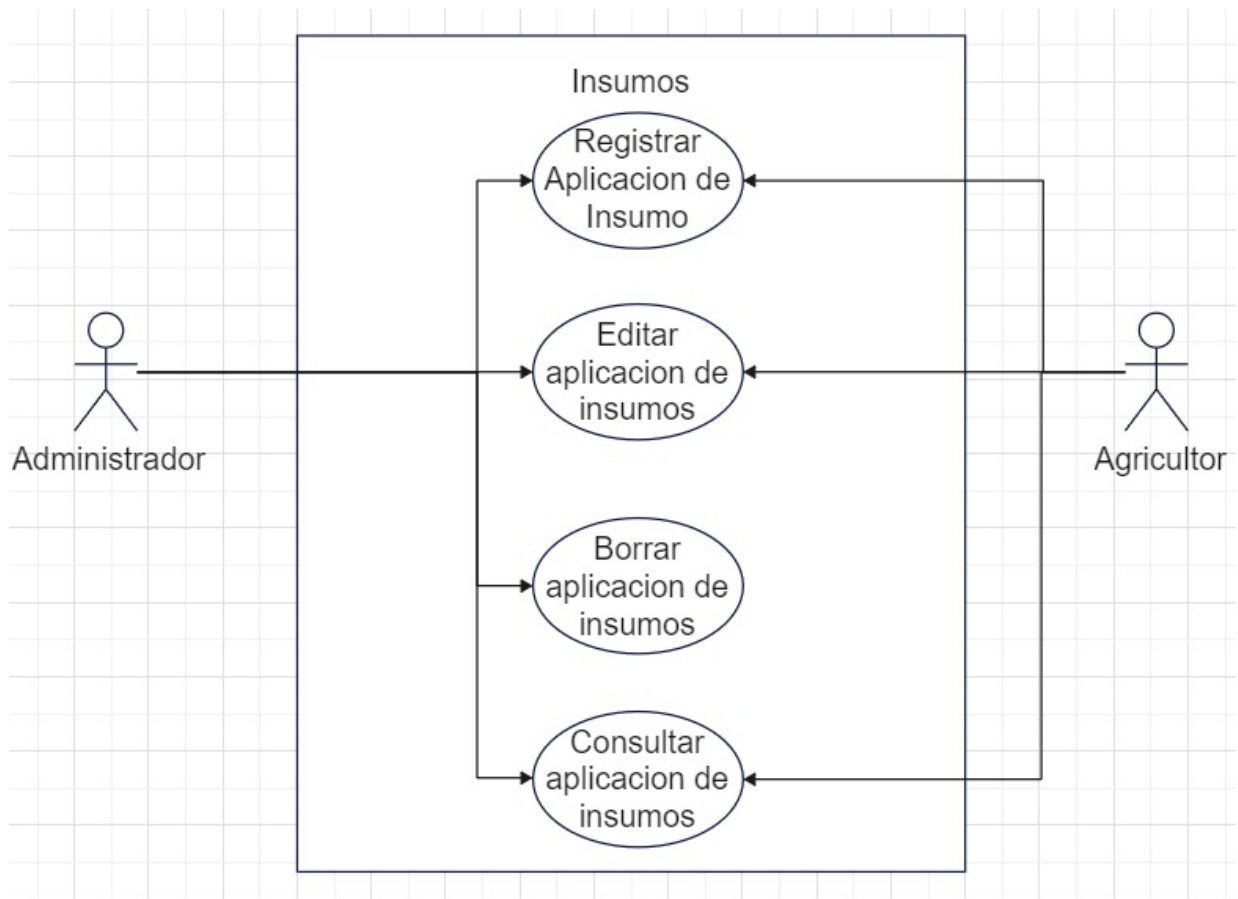 Insumos
Registrar
Aplicacion de
Insumo
Editar
aplicacion de
insumos
Administrador
Agricultor
Borrar
aplicacion de
insumos
Consultar
aplicacion de
insumos